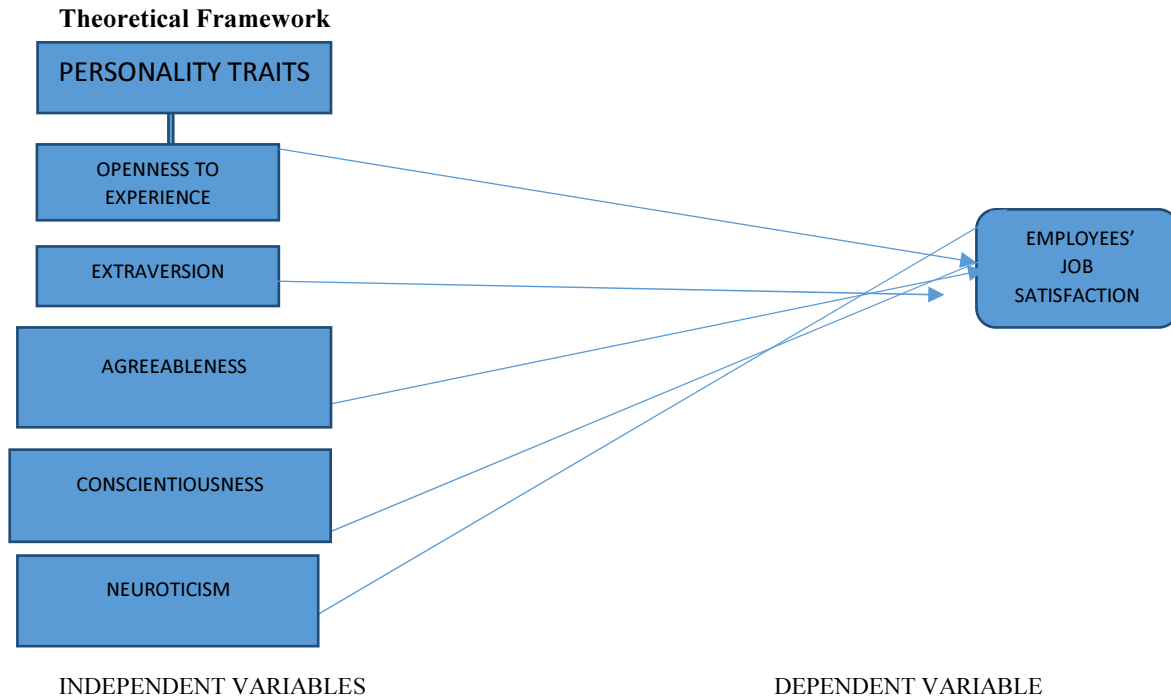 Theoretical Framework
PERSONALITY TRAITS
OPENNESS TO
EXPERIENCE
EXTRAVERSION
AGREEABLENESS
CONSCIENTIOUSNESS
NEUROTICISM
EMPLOYEES’
JOB
SATISFACTION
INDEPENDENT VARIABLES
DEPENDENT VARIABLE